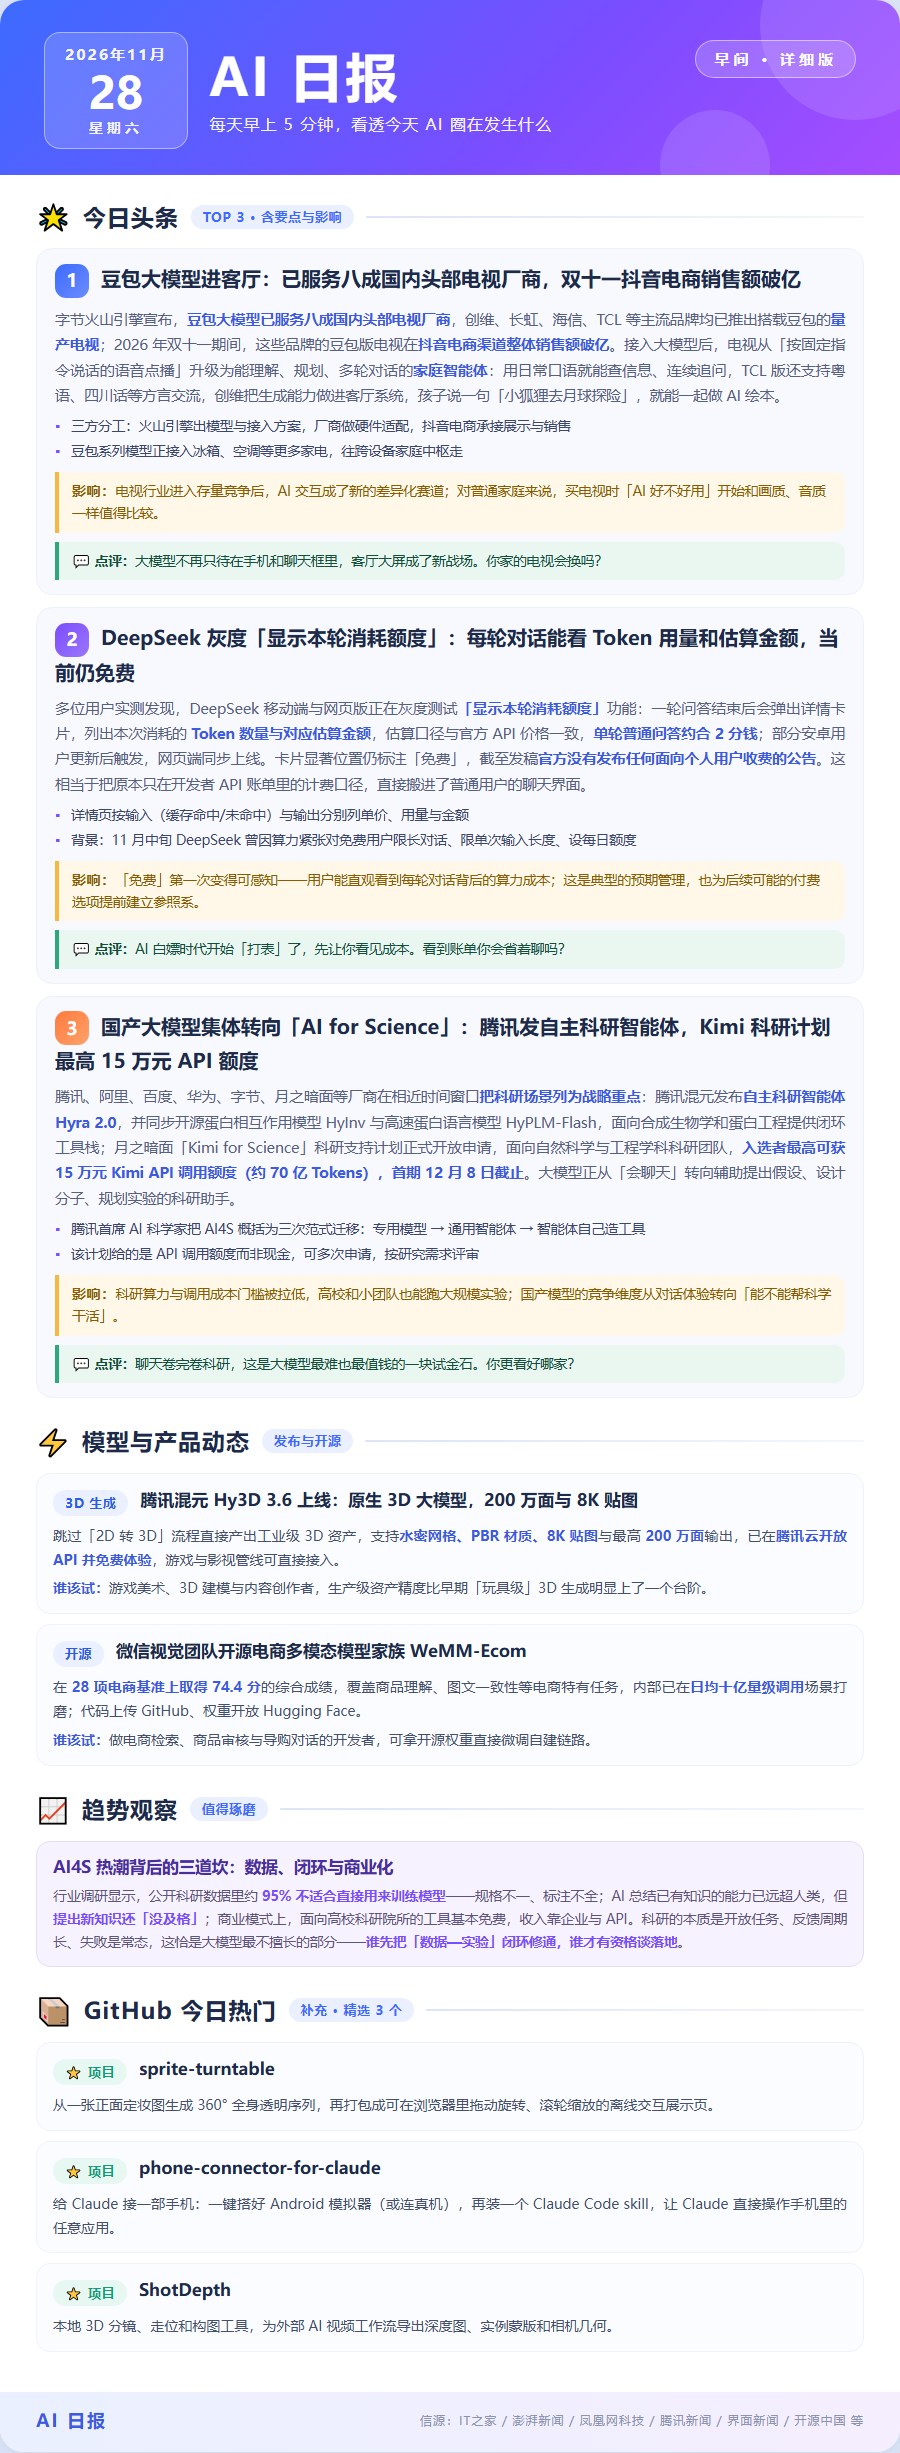 2026年11月
28
星期六
AI 日报
每天早上 5 分钟，看透今天 AI 圈在发生什么
早间 • 详细版
今日头条
TOP 3 • 含要点与影响
1 豆包大模型进客厅：已服务八成国内头部电视厂商，双十一抖音电商销售额破亿
字节火山引擎宣布，豆包大模型已服务八成国内头部电视厂商，创维、长虹、海信、TCL 等主流品牌均已推出搭载豆包的量
产电视；2026 年双十一期间，这些品牌的豆包版电视在抖音电商渠道整体销售额破亿。接入大模型后，电视从「按固定指
令说话的语音点播」升级为能理解、规划、多轮对话的家庭智能体：用日常口语就能查信息、连续追问，TCL 版还支持粤
语、四川话等方言交流，创维把生成能力做进客厅系统，孩子说一句「小狐狸去月球探险」，就能一起做 AI 绘本。
• 三方分工：火山引擎出模型与接入方案，厂商做硬件适配，抖音电商承接展示与销售
• 豆包系列模型正接入冰箱、空调等更多家电，往跨设备家庭中枢走
影响：电视行业进入存量竞争后，AI 交互成了新的差异化赛道；对普通家庭来说，买电视时「AI 好不好用」开始和画质、音质
一样值得比较。
💬 点评：大模型不再只待在手机和聊天框里，客厅大屏成了新战场。你家的电视会换吗？
2 DeepSeek 灰度「显示本轮消耗额度」：每轮对话能看 Token 用量和估算金额，当
前仍免费
多位用户实测发现，DeepSeek 移动端与网页版正在灰度测试「显示本轮消耗额度」功能：一轮问答结束后会弹出详情卡
片，列出本次消耗的 Token 数量与对应估算金额，估算口径与官方 API 价格一致，单轮普通问答约合 2 分钱；部分安卓用
户更新后触发，网页端同步上线。卡片显著位置仍标注「免费」，截至发稿官方没有发布任何面向个人用户收费的公告。这
相当于把原本只在开发者 API 账单里的计费口径，直接搬进了普通用户的聊天界面。
• 详情页按输入（缓存命中/未命中）与输出分别列单价、用量与金额
• 背景：11 月中旬 DeepSeek 曾因算力紧张对免费用户限长对话、限单次输入长度、设每日额度
影响：「免费」第一次变得可感知——用户能直观看到每轮对话背后的算力成本；这是典型的预期管理，也为后续可能的付费
选项提前建立参照系。
💬 点评：AI 白嫖时代开始「打表」了，先让你看见成本。看到账单你会省着聊吗？
3 国产大模型集体转向「AI for Science」：腾讯发自主科研智能体，Kimi 科研计划
最高 15 万元 API 额度
腾讯、阿里、百度、华为、字节、月之暗面等厂商在相近时间窗口把科研场景列为战略重点：腾讯混元发布自主科研智能体
Hyra 2.0，并同步开源蛋白相互作用模型 HyInv 与高速蛋白语言模型 HyPLM-Flash，面向合成生物学和蛋白工程提供闭环
工具栈；月之暗面「Kimi for Science」科研支持计划正式开放申请，面向自然科学与工程学科科研团队，入选者最高可获
15 万元 Kimi API 调用额度（约 70 亿 Tokens），首期 12 月 8 日截止。大模型正从「会聊天」转向辅助提出假设、设计
分子、规划实验的科研助手。
• 腾讯首席 AI 科学家把 AI4S 概括为三次范式迁移：专用模型 → 通用智能体 → 智能体自己造工具
• 该计划给的是 API 调用额度而非现金，可多次申请，按研究需求评审
影响：科研算力与调用成本门槛被拉低，高校和小团队也能跑大规模实验；国产模型的竞争维度从对话体验转向「能不能帮科学
干活」。
💬 点评：聊天卷完卷科研，这是大模型最难也最值钱的一块试金石。你更看好哪家？
模型与产品动态
发布与开源
3D 生成 腾讯混元 Hy3D 3.6 上线：原生 3D 大模型，200 万面与 8K 贴图
跳过「2D 转 3D」流程直接产出工业级 3D 资产，支持水密网格、PBR 材质、8K 贴图与最高 200 万面输出，已在腾讯云开放
API 并免费体验，游戏与影视管线可直接接入。
谁该试：游戏美术、3D 建模与内容创作者，生产级资产精度比早期「玩具级」3D 生成明显上了一个台阶。
开源 微信视觉团队开源电商多模态模型家族 WeMM-Ecom
在 28 项电商基准上取得 74.4 分的综合成绩，覆盖商品理解、图文一致性等电商特有任务，内部已在日均十亿量级调用场景打
磨；代码上传 GitHub、权重开放 Hugging Face。
谁该试：做电商检索、商品审核与导购对话的开发者，可拿开源权重直接微调自建链路。
趋势观察
值得琢磨
AI4S 热潮背后的三道坎：数据、闭环与商业化
行业调研显示，公开科研数据里约 95% 不适合直接用来训练模型——规格不一、标注不全；AI 总结已有知识的能力已远超人类，但
提出新知识还「没及格」；商业模式上，面向高校科研院所的工具基本免费，收入靠企业与 API。科研的本质是开放任务、反馈周期
长、失败是常态，这恰是大模型最不擅长的部分——谁先把「数据—实验」闭环修通，谁才有资格谈落地。
GitHub 今日热门
补充 • 精选 3 个
⭐ 项目 sprite-turntable
从一张正面定妆图生成 360° 全身透明序列，再打包成可在浏览器里拖动旋转、滚轮缩放的离线交互展示页。
⭐ 项目 phone-connector-for-claude
给 Claude 接一部手机：一键搭好 Android 模拟器（或连真机），再装一个 Claude Code skill，让 Claude 直接操作手机里的
任意应用。
⭐ 项目 ShotDepth
本地 3D 分镜、走位和构图工具，为外部 AI 视频工作流导出深度图、实例蒙版和相机几何。
AI 日报
信源：IT之家 / 澎湃新闻 / 凤凰网科技 / 腾讯新闻 / 界面新闻 / 开源中国 等